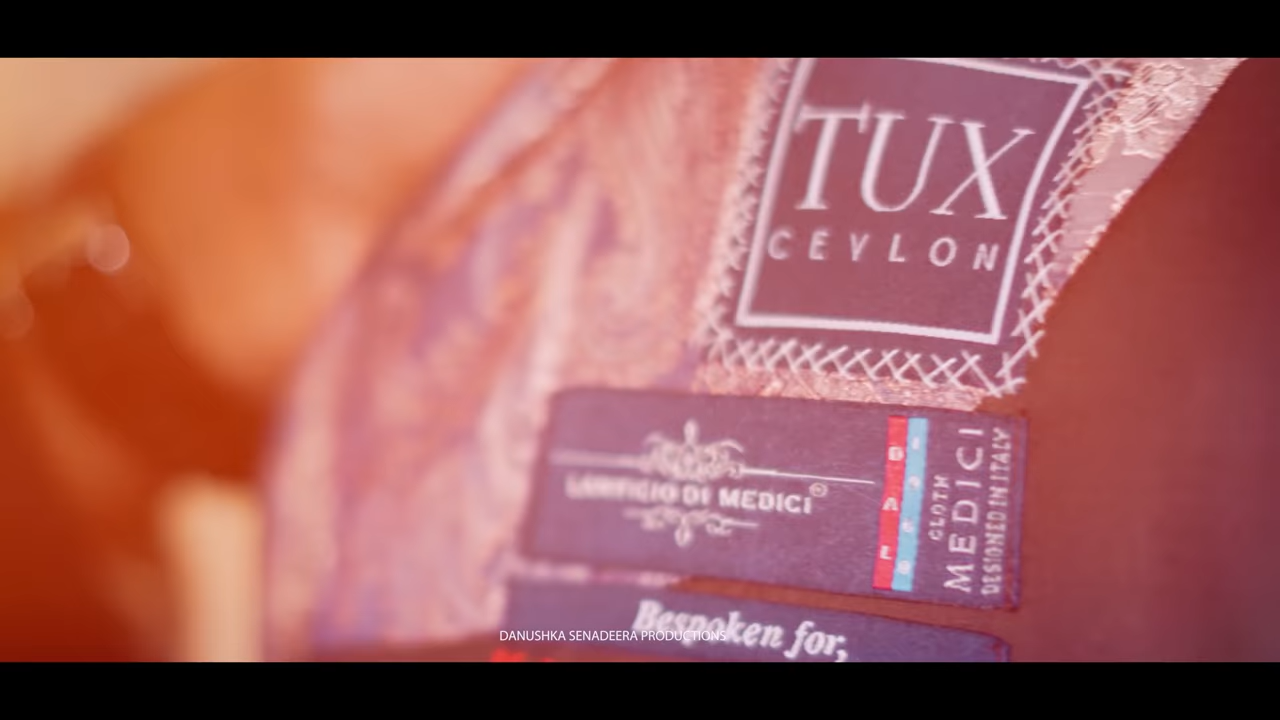 TUX
CEYLON
LANIFICIO DI MEDICI®
CLOTH
MEDICI
DESIGNED IN ITALY
Bespoken for,
DANUSHKA SENADEERA PRODUCTIONS